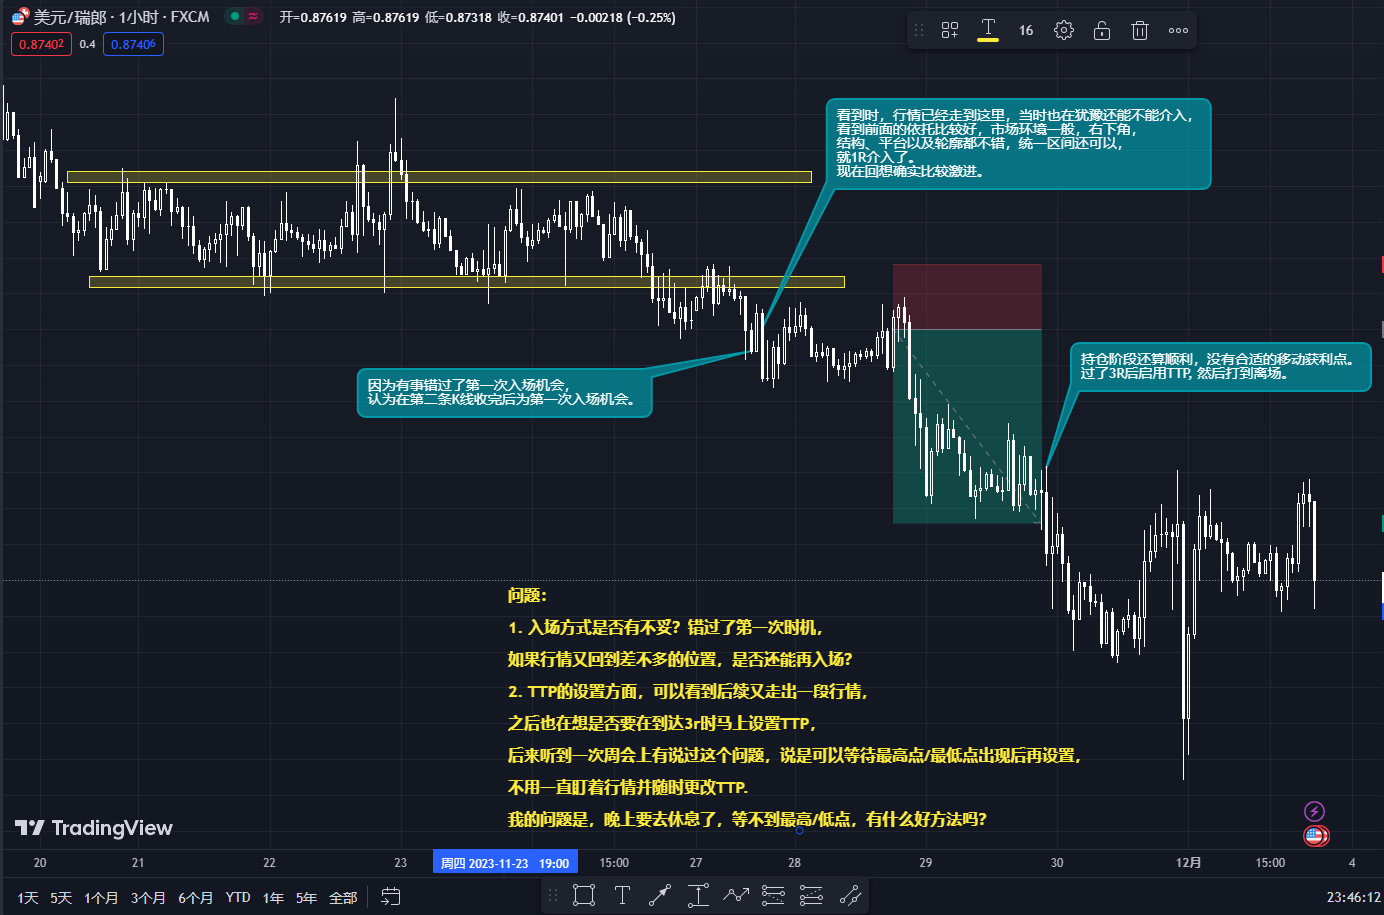 美元/瑞郎 · 1小时 · FXCM
开=0.87619 高=0.87619 低=0.87318 收=0.87401 −0.00218 (−0.25%)
0.87402 0.4 0.87406
16
看到时，行情已经走到这里，当时也在犹豫还能不能介入，
看到前面的依托比较好，市场环境一般，右下角，
结构、平台以及轮廓都不错，统一区间还可以，
就1R介入了。
现在回想确实比较激进。
因为有事错过了第一次入场机会，
认为在第二条K线收完后为第一次入场机会。
持仓阶段还算顺利，没有合适的移动获利点。
过了3R后启用TTP, 然后打到离场。
问题：
1. 入场方式是否有不妥？错过了第一次时机，
如果行情又回到差不多的位置，是否还能再入场？
2. TTP的设置方面，可以看到后续又走出一段行情，
之后也在想是否要在到达3r时马上设置TTP，
后来听到一次周会上有说过这个问题，说是可以等待最高点/最低点出现后再设置，
不用一直盯着行情并随时更改TTP.
我的问题是，晚上要去休息了，等不到最高/低点，有什么好方法吗？
TradingView
20 21 22 23 周四 2023-11-23 19:00 15:00 27 28 29 30 12月 15:00 4
1天 5天 1个月 3个月 6个月 YTD 1年 5年 全部
T
23:46:12